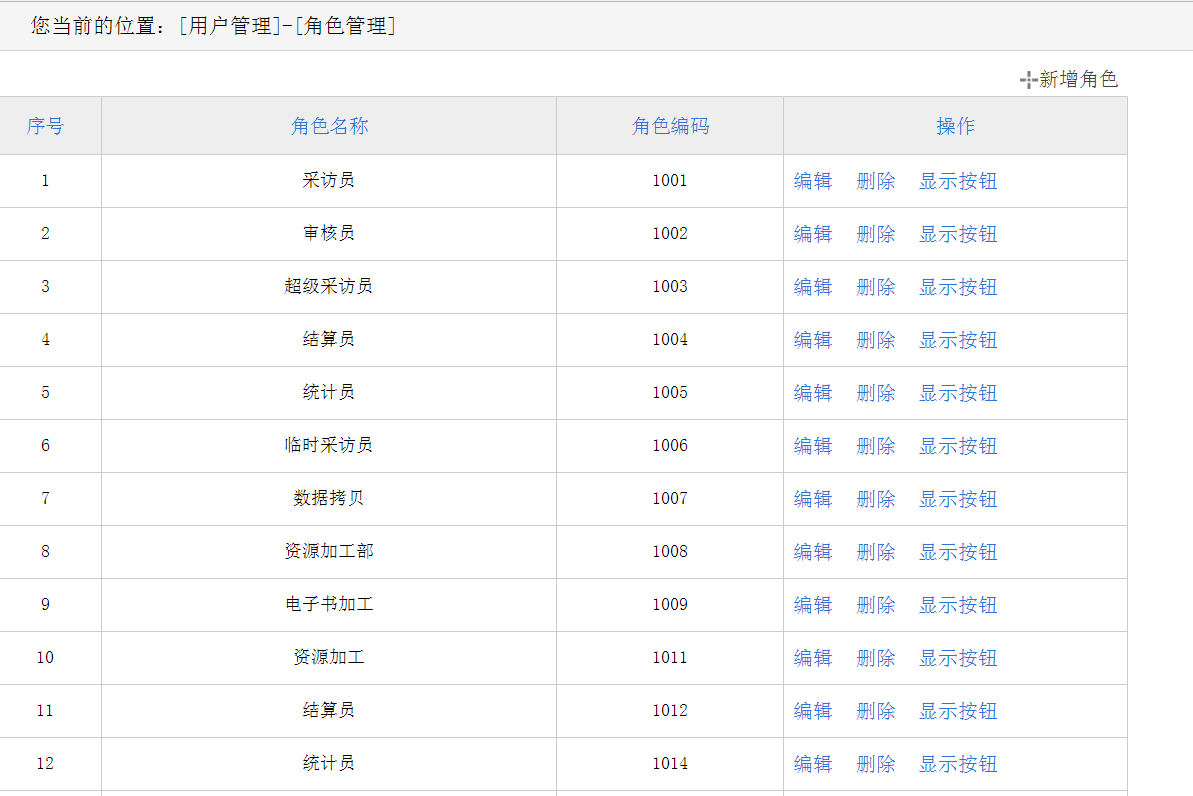 您当前的位置：[用户管理]-[角色管理]
新增角色
序号 角色名称 角色编码 操作
1 采访员 1001 编辑 删除 显示按钮
2 审核员 1002 编辑 删除 显示按钮
3 超级采访员 1003 编辑 删除 显示按钮
4 结算员 1004 编辑 删除 显示按钮
5 统计员 1005 编辑 删除 显示按钮
6 临时采访员 1006 编辑 删除 显示按钮
7 数据拷贝 1007 编辑 删除 显示按钮
8 资源加工部 1008 编辑 删除 显示按钮
9 电子书加工 1009 编辑 删除 显示按钮
10 资源加工 1011 编辑 删除 显示按钮
11 结算员 1012 编辑 删除 显示按钮
12 统计员 1014 编辑 删除 显示按钮